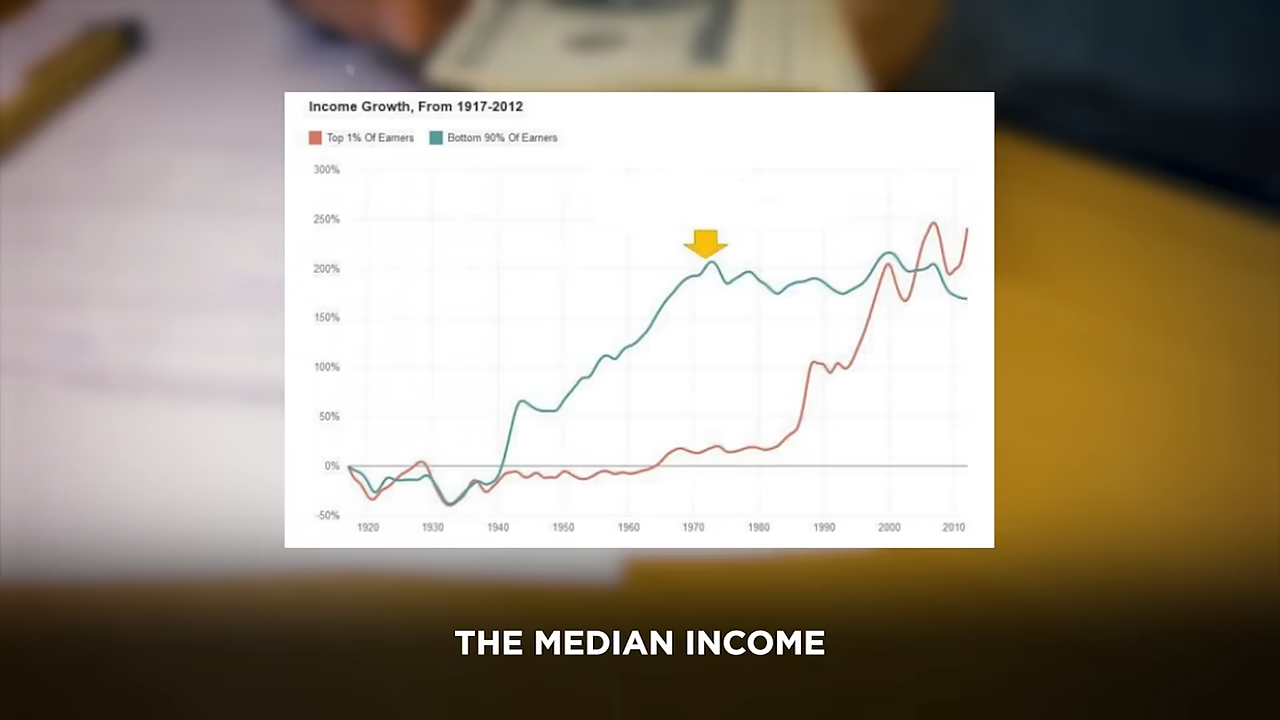 Income Growth, From 1917-2012
Top 1% Of Earners Bottom 90% Of Earners
300%
250%
200%
150%
100%
50%
0%
-50%
1920 1930 1940 1950 1960 1970 1980 1990 2000 2010
THE MEDIAN INCOME